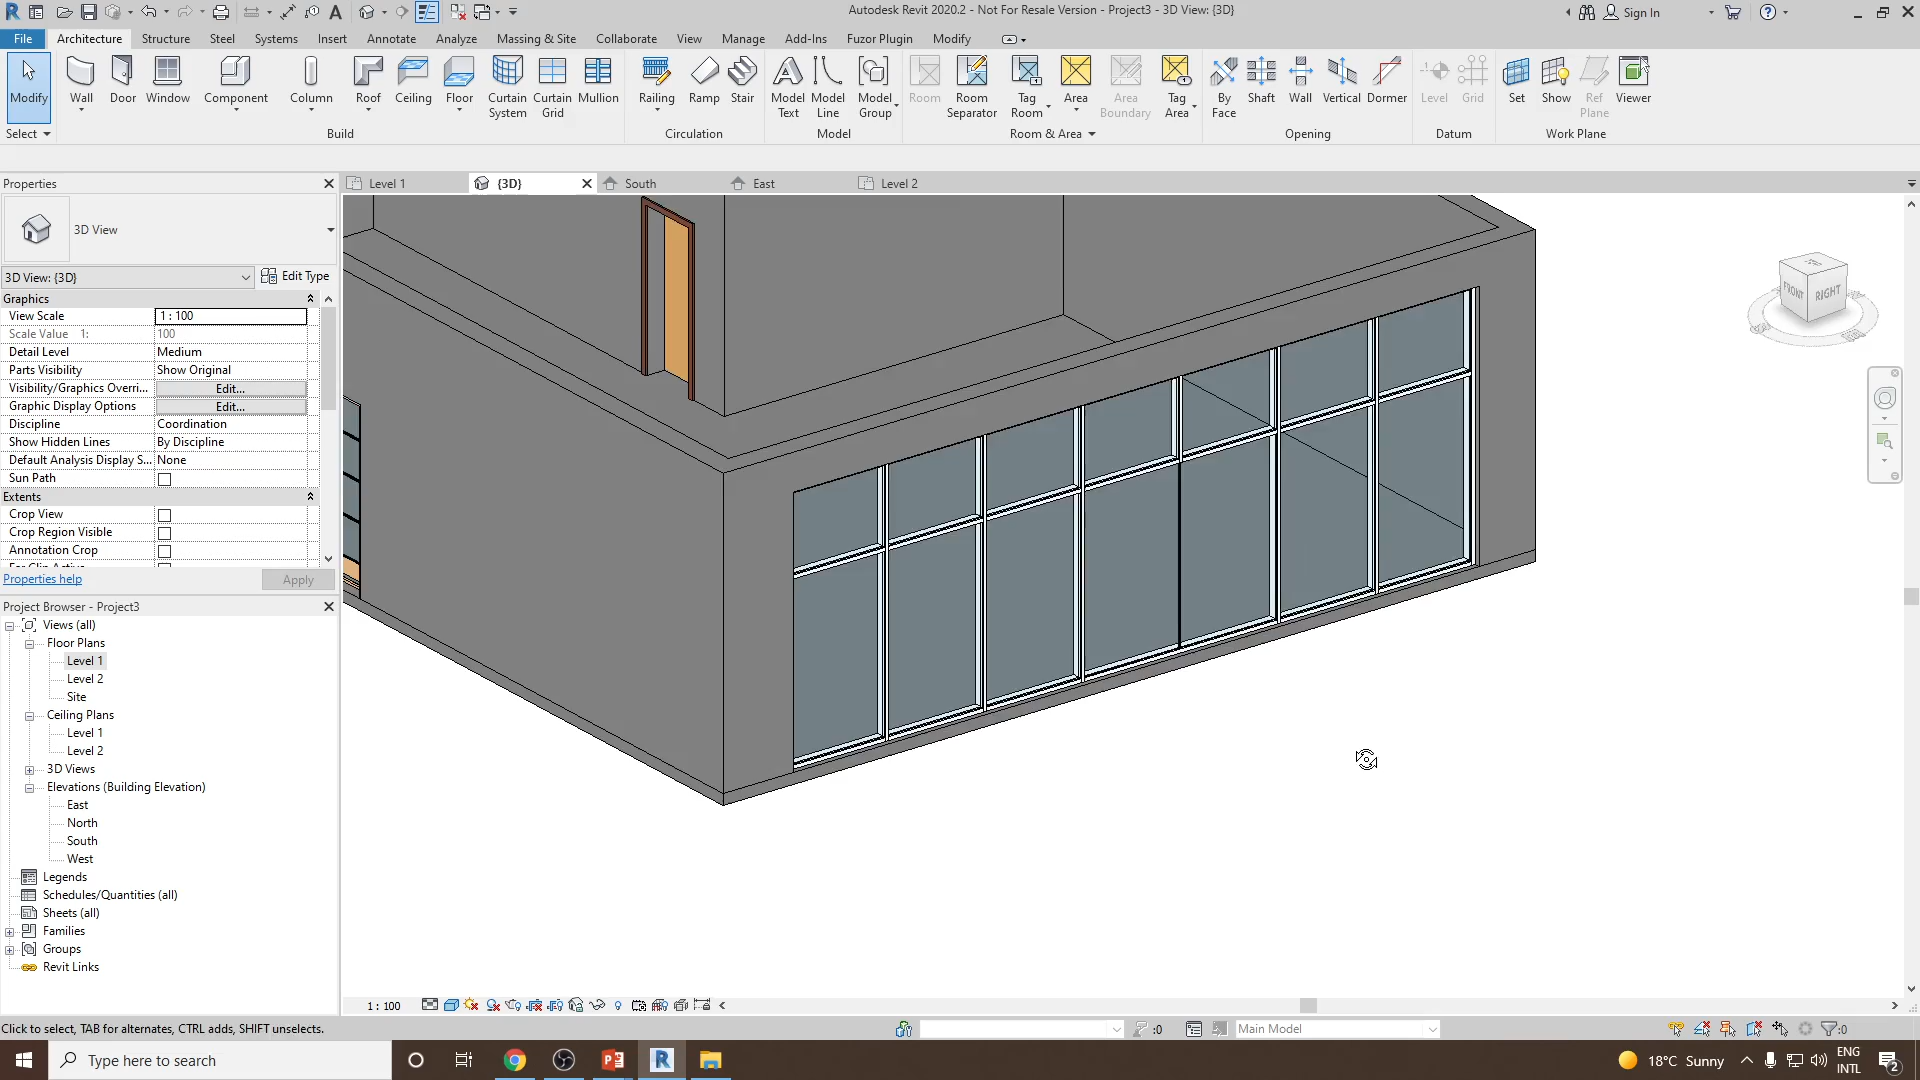 Autodesk Revit 2020.2 - Not For Resale Version - Project3 - 3D View: {3D}
Sign In
File Architecture Structure Steel Systems Insert Annotate Analyze Massing & Site Collaborate View Manage Add-Ins Fuzor Plugin Modify
Modify Wall Door Window Component Column Roof Ceiling Floor Curtain System Curtain Grid Mullion Railing Ramp Stair Model Text Model Line Model Group Room Room Separator Tag Room Area Area Boundary Tag Area By Face Shaft Wall Vertical Dormer Level Grid Set Show Ref Plane Viewer
Select Build Circulation Model Room & Area Opening Datum Work Plane
Properties
Level 1 {3D} South East Level 2
3D View
3D View: {3D} Edit Type
Graphics
View Scale 1 : 100
Scale Value 1: 100
Detail Level Medium
Parts Visibility Show Original
Visibility/Graphics Overri... Edit...
Graphic Display Options Edit...
Discipline Coordination
Show Hidden Lines By Discipline
Default Analysis Display S... None
Sun Path
Extents
Crop View
Crop Region Visible
Annotation Crop
Properties help Apply
FRONT RIGHT
Project Browser - Project3
Views (all)
Floor Plans
Level 1
Level 2
Site
Ceiling Plans
Level 1
Level 2
3D Views
Elevations (Building Elevation)
East
North
South
West
Legends
Schedules/Quantities (all)
Sheets (all)
Families
Groups
Revit Links
1 : 100
Click to select, TAB for alternates, CTRL adds, SHIFT unselects.
:0
Main Model
:0
Type here to search
18°C Sunny
ENG
INTL
2